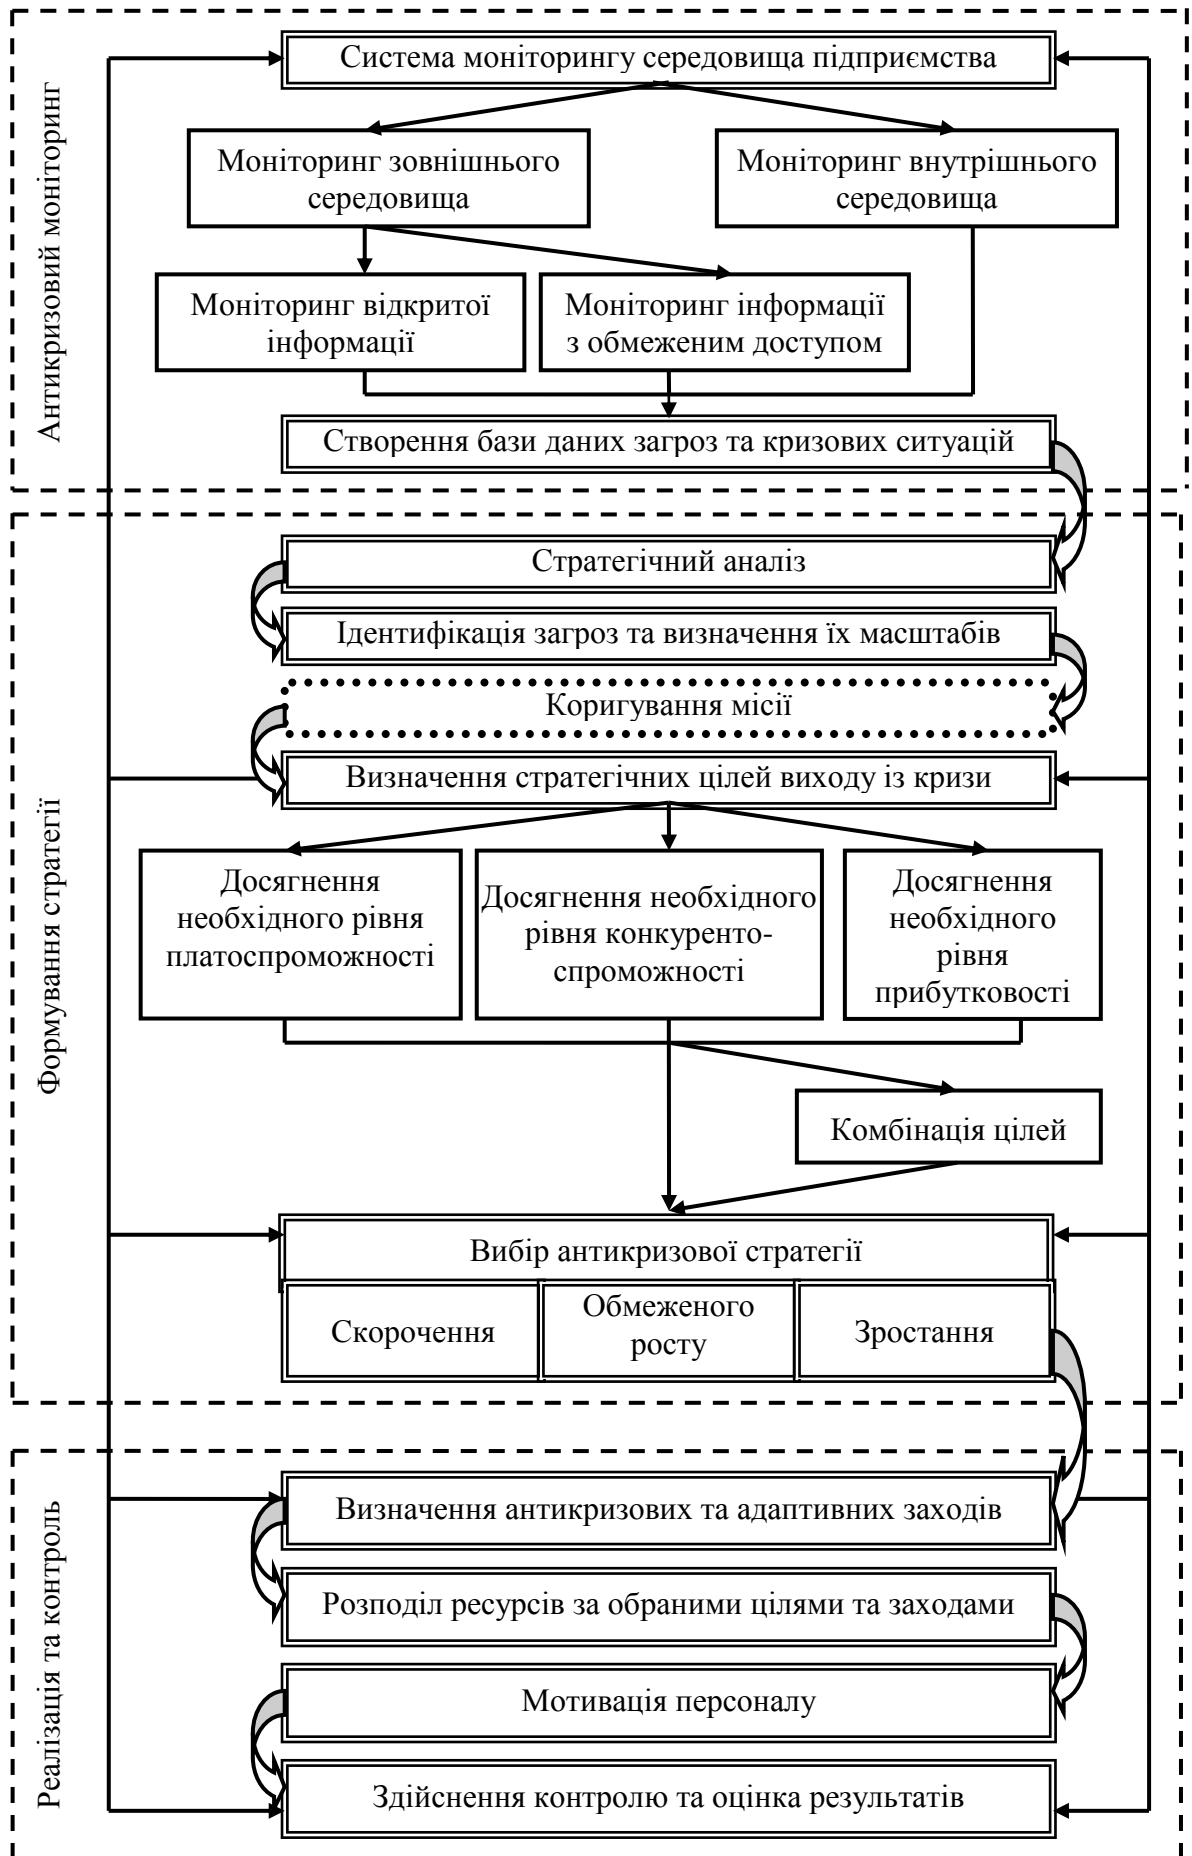 Антикризовий моніторинг
Система моніторингу середовища підприємства
Моніторинг зовнішнього
середовища
Моніторинг внутрішнього
середовища
Моніторинг відкритої
інформації
Моніторинг інформації
з обмеженим доступом
Створення бази даних загроз та кризових ситуацій
Формування стратегії
Стратегічний аналіз
Ідентифікація загроз та визначення їх масштабів
Коригування місії
Визначення стратегічних цілей виходу із кризи
Досягнення
необхідного рівня
платоспроможності
Досягнення необхідного
рівня конкуренто-
спроможності
Досягнення
необхідного
рівня
прибутковості
Комбінація цілей
Вибір антикризової стратегії
Скорочення
Обмеженого
росту
Зростання
Реалізація та контроль
Визначення антикризових та адаптивних заходів
Розподіл ресурсів за обраними цілями та заходами
Мотивація персоналу
Здійснення контролю та оцінка результатів